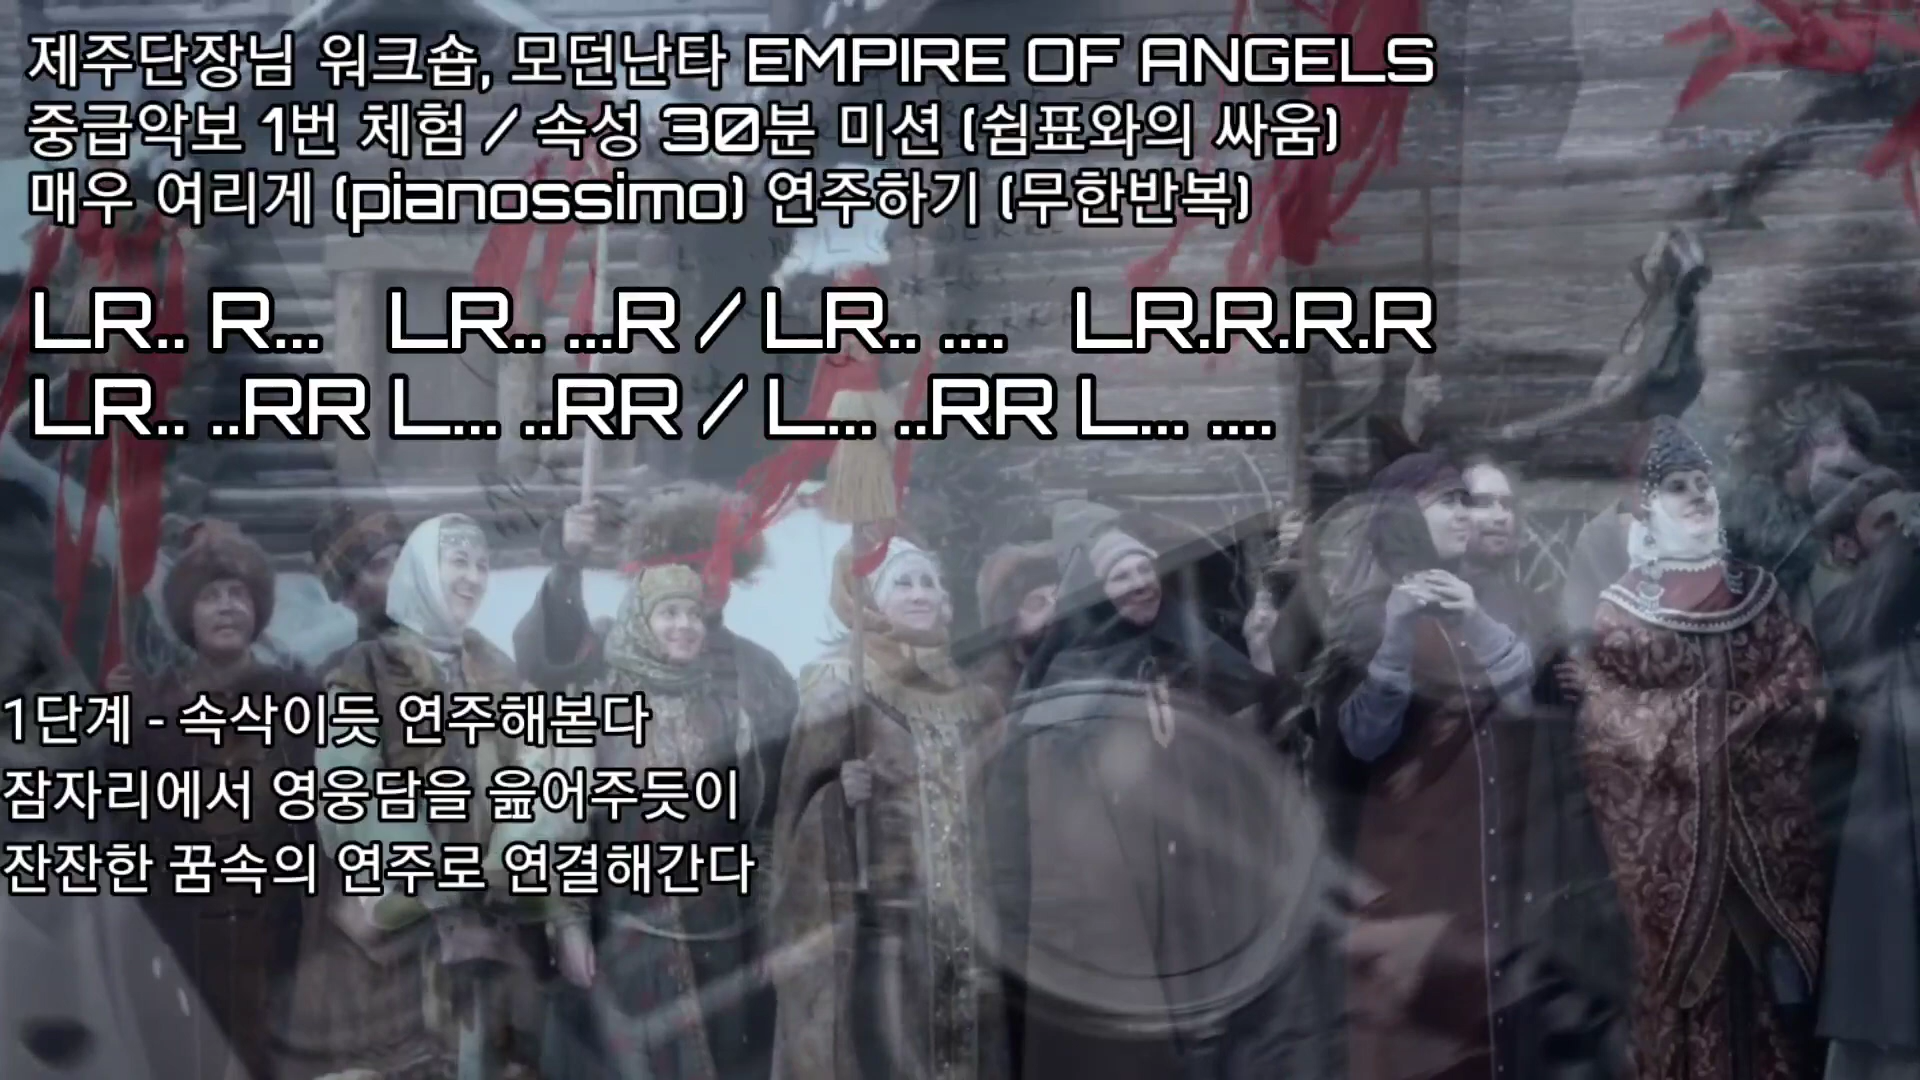 제주단장님 워크숍, 모던난타 EMPIRE OF ANGELS
중급악보 1번 체험 / 속성 30분 미션 (쉼표와의 싸움)
매우 여리게 (pianossimo) 연주하기 (무한반복)
LR.. R... LR.. ...R / LR.. .... LR.R.R.R
LR.. ..RR L... ..RR / L... ..RR L... ....
1단계 - 속삭이듯 연주해본다
잠자리에서 영웅담을 읊어주듯이
잔잔한 꿈속의 연주로 연결해간다